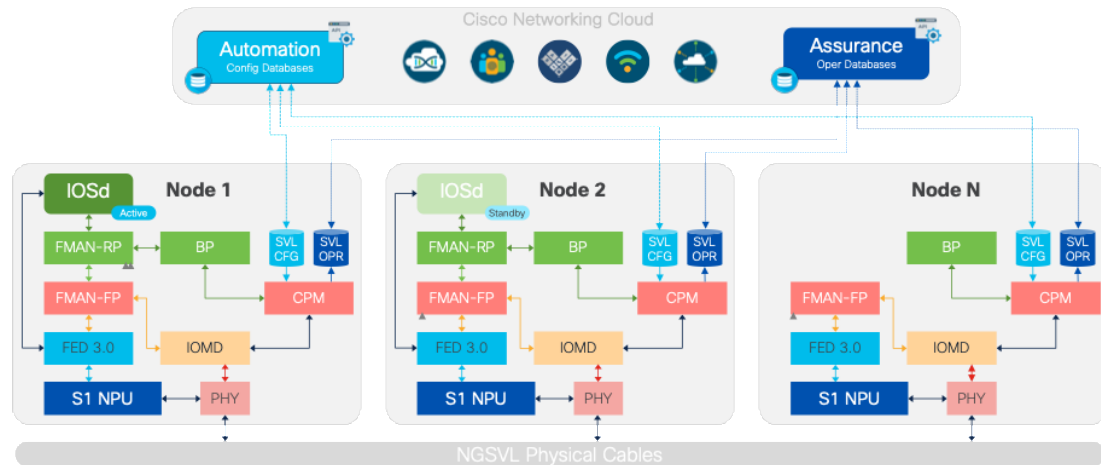 Cisco Networking Cloud
API
Automation
Config Databases
API
Assurance
Oper Databases
Node 1
IOSd
Active
FMAN-RP
BP
SVL
CFG
SVL
OPR
FMAN-FP
CPM
FED 3.0
IOMD
S1 NPU
PHY
Node 2
IOSd
Standby
FMAN-RP
BP
SVL
CFG
SVL
OPR
FMAN-FP
CPM
FED 3.0
IOMD
S1 NPU
PHY
Node N
BP
SVL
CFG
SVL
OPR
FMAN-FP
CPM
FED 3.0
IOMD
S1 NPU
PHY
NGSVL Physical Cables